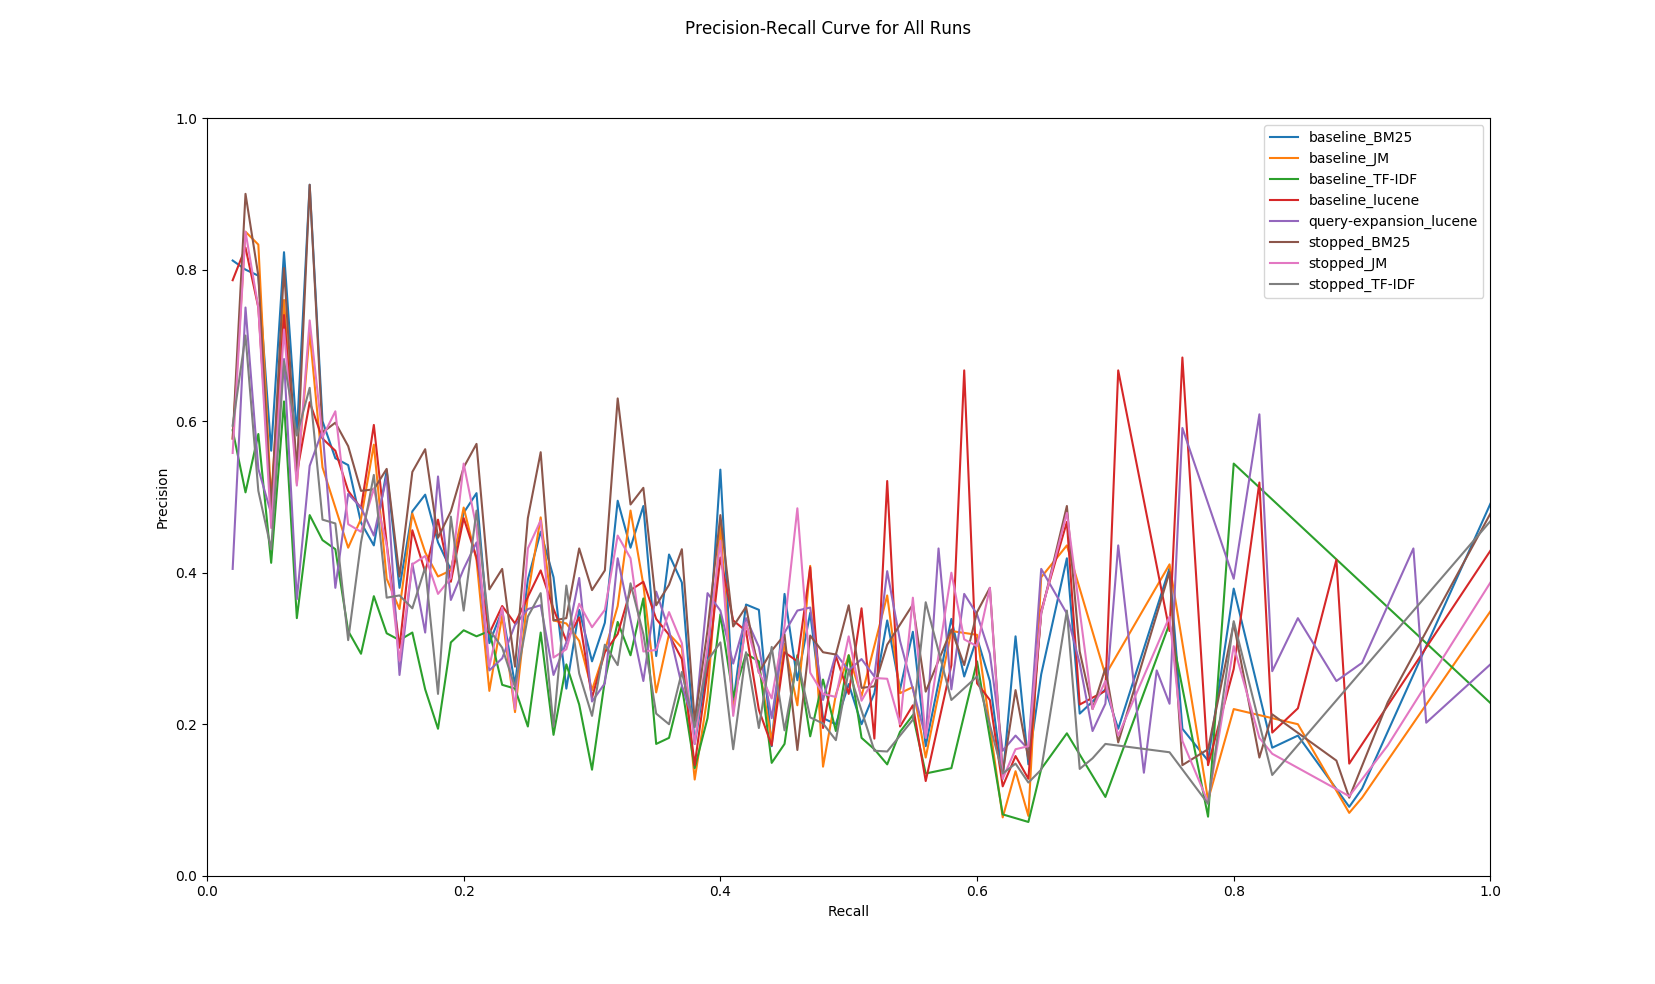 Precision-Recall Curve for All Runs
1.0
0.8
0.6
0.4
0.2
0.0
Precision
baseline_BM25
baseline_JM
baseline_TF-IDF
baseline_lucene
query-expansion_lucene
stopped_BM25
stopped_JM
stopped_TF-IDF
0.0 0.2 0.4 0.6 0.8 1.0
Recall